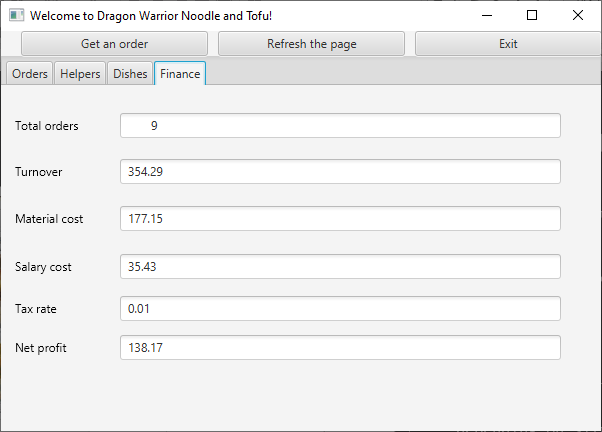 Welcome to Dragon Warrior Noodle and Tofu!
Get an order Refresh the page Exit
Orders Helpers Dishes Finance
Total orders 9
Turnover 354.29
Material cost 177.15
Salary cost 35.43
Tax rate 0.01
Net profit 138.17